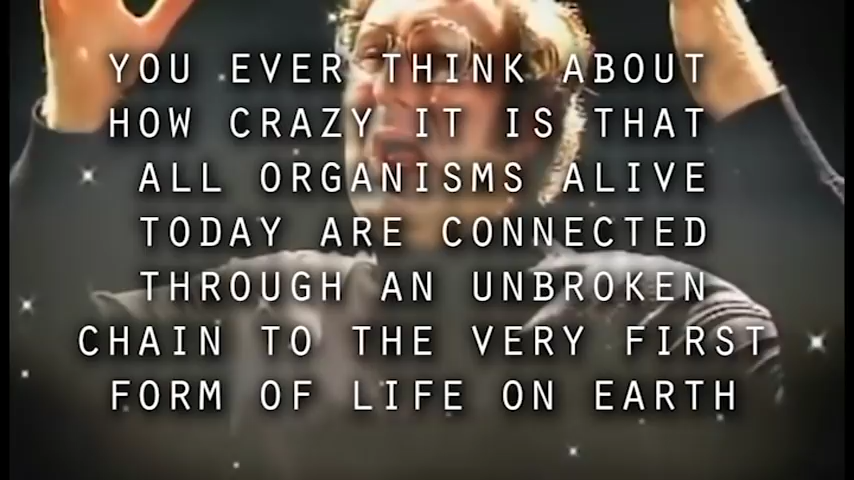 YOU EVER THINK ABOUT
HOW CRAZY IT IS THAT
ALL ORGANISMS ALIVE
TODAY ARE CONNECTED
THROUGH AN UNBROKEN
CHAIN TO THE VERY FIRST
FORM OF LIFE ON EARTH